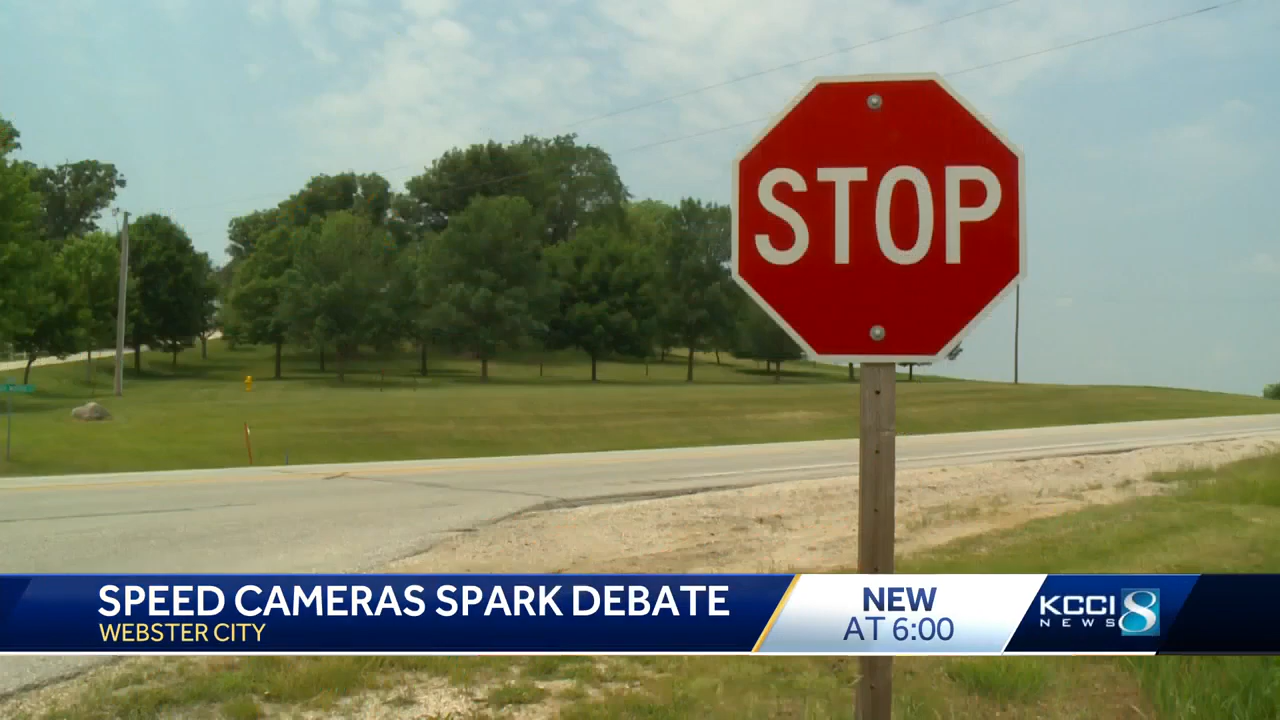 STOP
SPEED CAMERAS SPARK DEBATE
WEBSTER CITY
NEW
AT 6:00
KCCI 8
NEWS